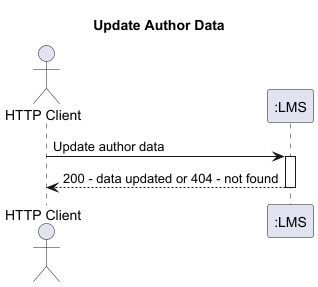 Update Author Data
HTTP Client
:LMS
Update author data
200 - data updated or 404 - not found
HTTP Client
:LMS